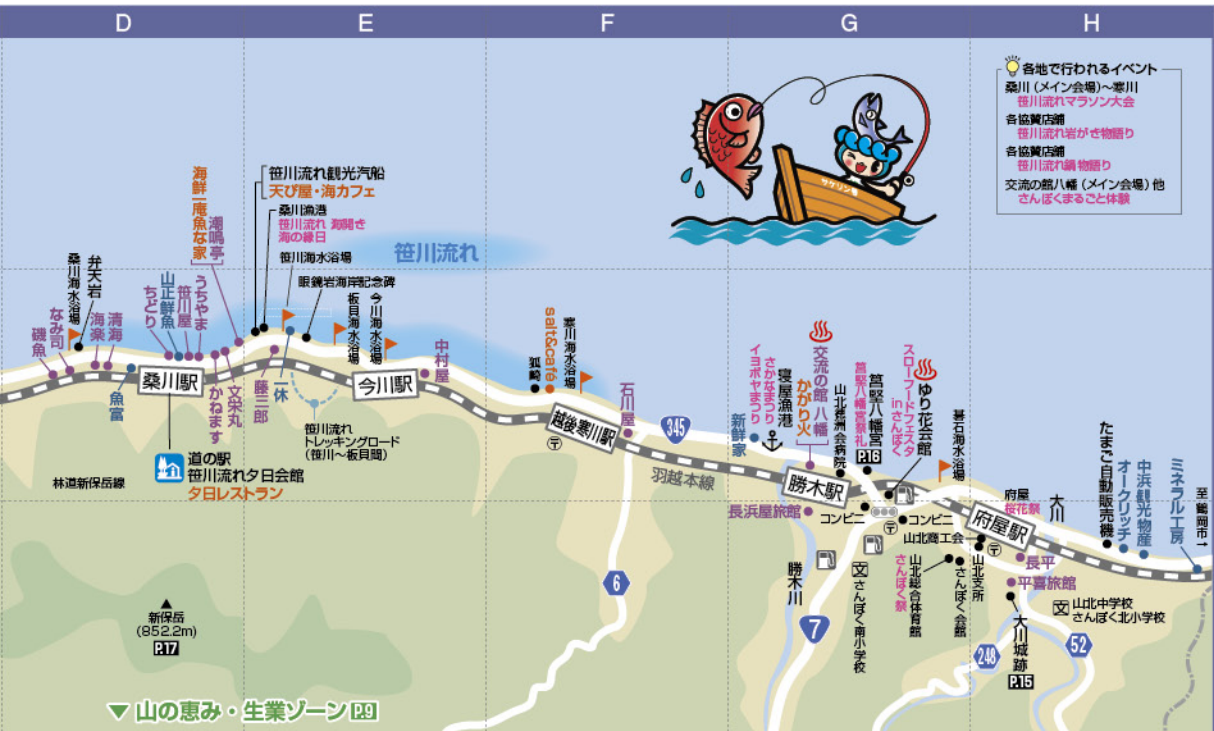 D
E
F
G
H
各地で行われるイベント
桑川（メイン会場）～寒川
笹川流れマラソン大会
各協賛店舗
笹川流れ岩がき物語り
各協賛店舗
笹川流れ鍋物語り
交流の館八幡（メイン会場）他
さんぽくまるごと体験
サケリン号
笹川流れ観光汽船
天ぴ屋・海カフェ
桑川漁港
笹川流れ 海開き
海の縁日
笹川海水浴場
眼鏡岩海岸記念碑
笹川流れ
海鮮一庵魚な家
潮鳴亭
桑川海水浴場
弁天岩
磯魚
なみ司
海楽
清海
魚富
ちどり
山正鮮魚
笹川屋
うちやま
桑川駅
かねます
文栄丸
藤三郎
一休
板貝海水浴場
今川海水浴場
今川駅
中村屋
笹川流れ
トレッキングロード
（笹川～板貝間）
道の駅
笹川流れ夕日会館
夕日レストラン
林道新保岳線
狐崎
salt&café
寒川海水浴場
越後寒川駅
〒
石川屋
345
羽越本線
新鮮家
イヨボヤまつり
さかなまつり
寝屋漁港
かがり火
交流の館 八幡
山北徳洲会病院
筥堅八幡宮祭礼
筥堅八幡宮
P.16
スローフードフェスタ
inさんぽく
ゆり花会館
碁石海水浴場
勝木駅
長浜屋旅館
コンビニ
コンビニ
〒
山北商工会
府屋
桜花祭
大川
府屋駅
〒
たまご自動販売機
オークリッチ
中浜観光物産
ミネラル工房
至鶴岡市↑
勝木川
7
文
さんぽく南小学校
さんぽく祭
山北総合体育館
さんぽく会館
山北支所
長平
平喜旅館
大川城跡
P.15
文
山北中学校
さんぽく北小学校
6
248
52
新保岳
(852.2m)
P.17
▼山の恵み・生業ゾーン P.9